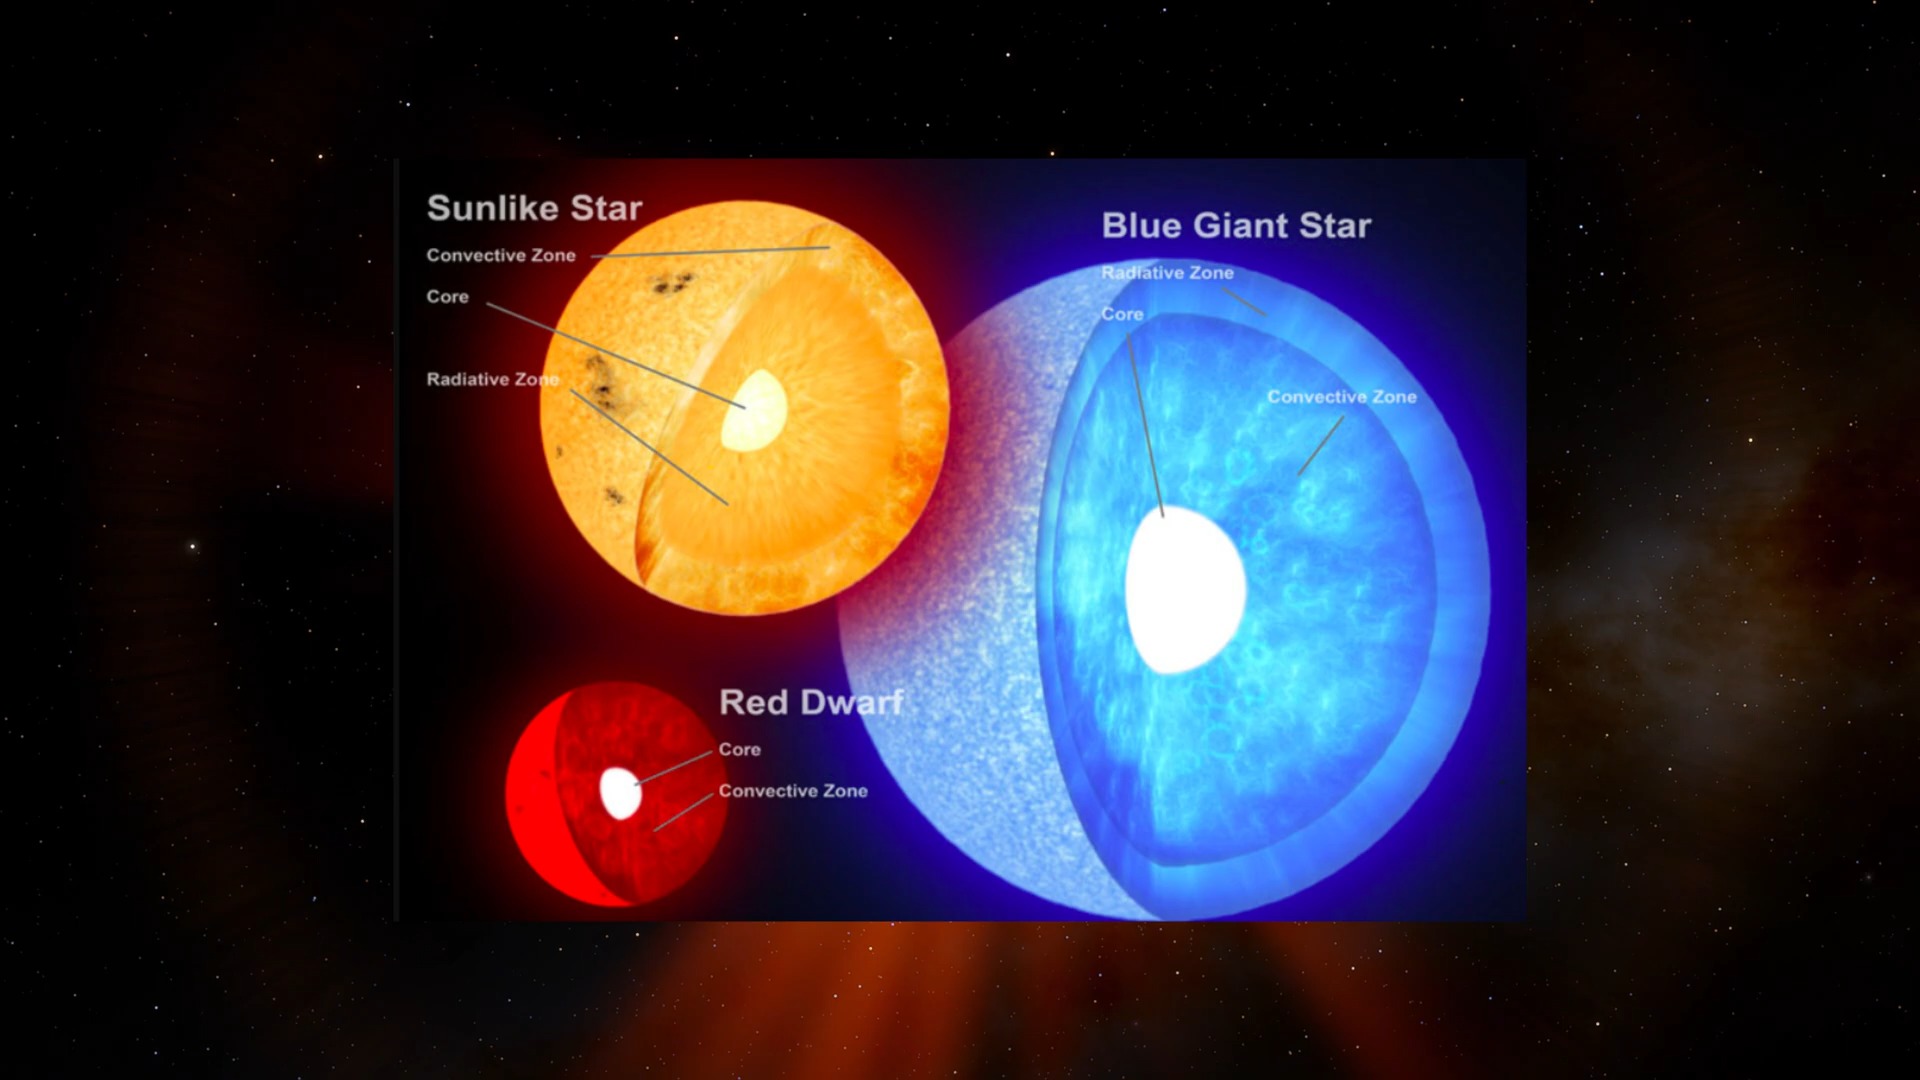 Sunlike Star
Convective Zone
Core
Radiative Zone
Blue Giant Star
Radiative Zone
Core
Convective Zone
Red Dwarf
Core
Convective Zone